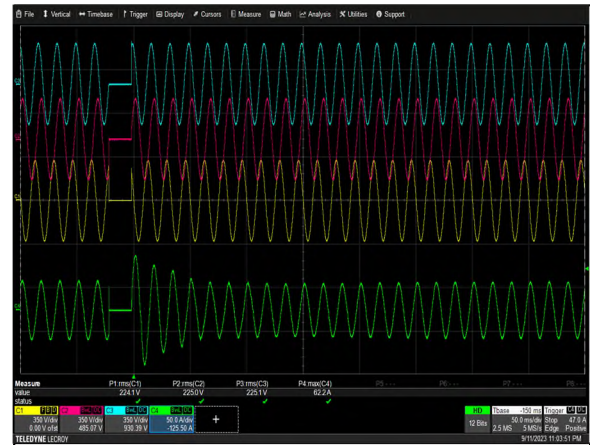 File Vertical Timebase Trigger Display Cursors Measure Math Analysis Utilities Support
Measure P1:rms(C1) P2:rms(C2) P3:rms(C3) P4:max(C4) P5:- - - P6:- - - P7:- - - P8:- - -
value 224.1 V 225.0 V 225.1 V 62.2 A
status
C1 C2 C3 C4 HD Tbase -150 ms Trigger C4 DC
350 V/div 350 V/div 350 V/div 50.0 A/div 12 Bits 50.0 ms/div Stop 47.0 A
0.00 V ofst 485.07 V 930.39 V -125.50 A 2.5 MS 5 MS/s Edge Positive
TELEDYNE LECROY 9/11/2023 11:03:51 PM